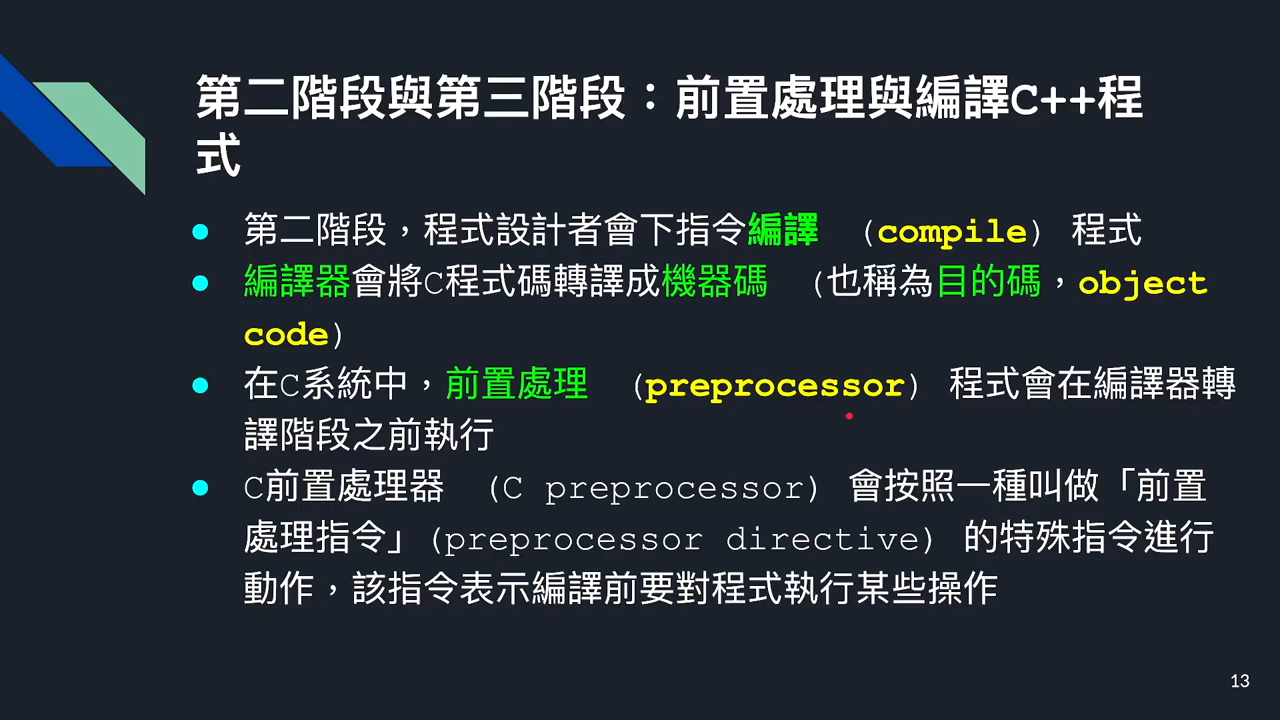 第二階段與第三階段：前置處理與編譯C++程
式
● 第二階段，程式設計者會下指令編譯 (compile) 程式
● 編譯器會將C程式碼轉譯成機器碼 (也稱為目的碼，object
code)
● 在C系統中，前置處理 (preprocessor) 程式會在編譯器轉
譯階段之前執行
● C前置處理器 (C preprocessor) 會按照一種叫做「前置
處理指令」(preprocessor directive) 的特殊指令進行
動作，該指令表示編譯前要對程式執行某些操作
13